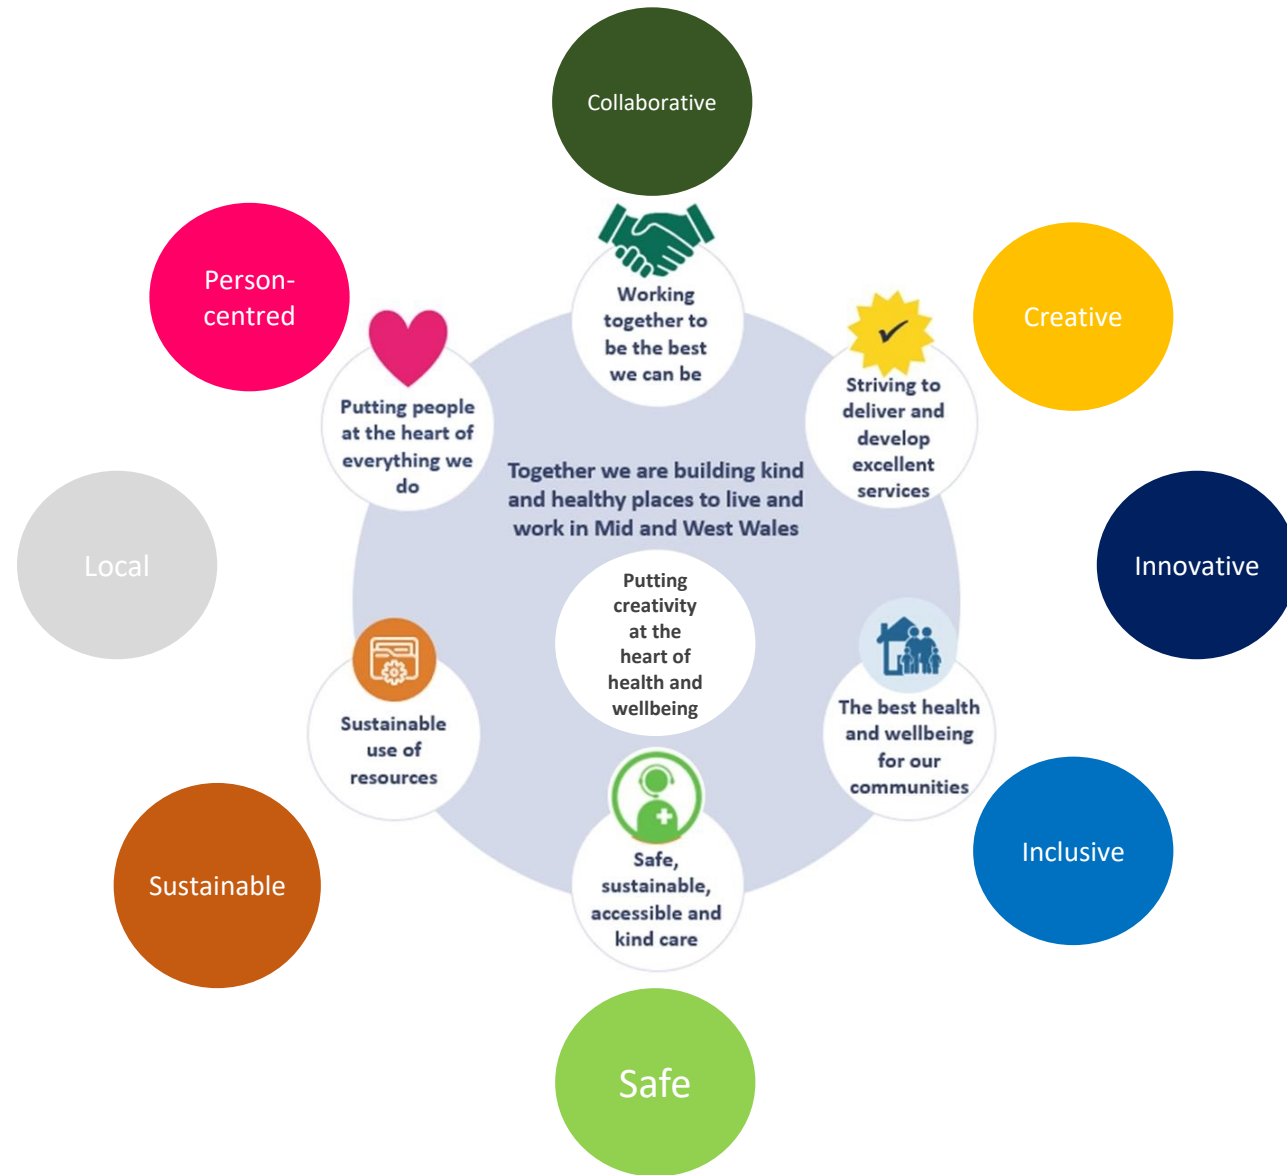 Collaborative
Person-
centred
Creative
Working
together to
be the best
we can be
Putting people
at the heart of
everything we
do
Striving to
deliver and
develop
excellent
services
Together we are building kind
and healthy places to live and
work in Mid and West Wales
Local
Innovative
Putting
creativity
at the
heart of
health and
wellbeing
Sustainable
use of
resources
The best health
and wellbeing
for our
communities
Sustainable
Safe,
sustainable,
accessible and
kind care
Inclusive
Safe